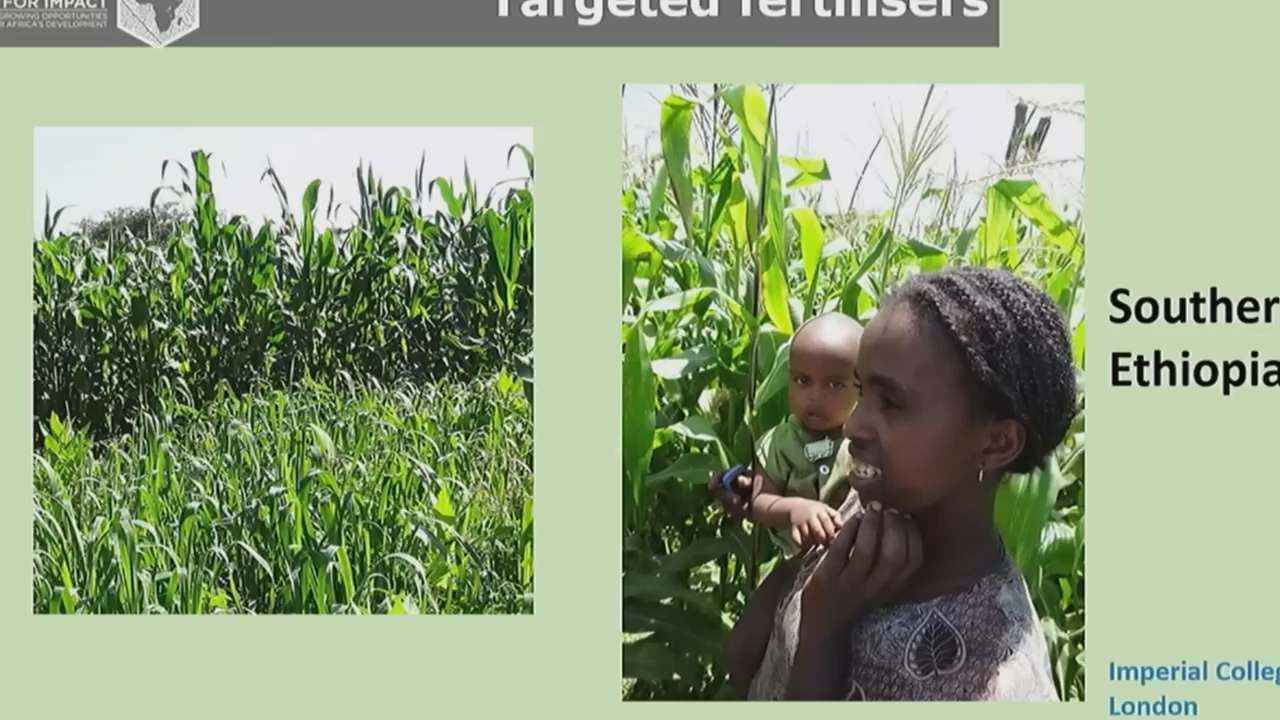 FOR IMPACT
GROWING OPPORTUNITIES
AFRICA'S DEVELOPMENT
Targeted fertilisers
Souther
Ethiopia
Imperial Colleg
London